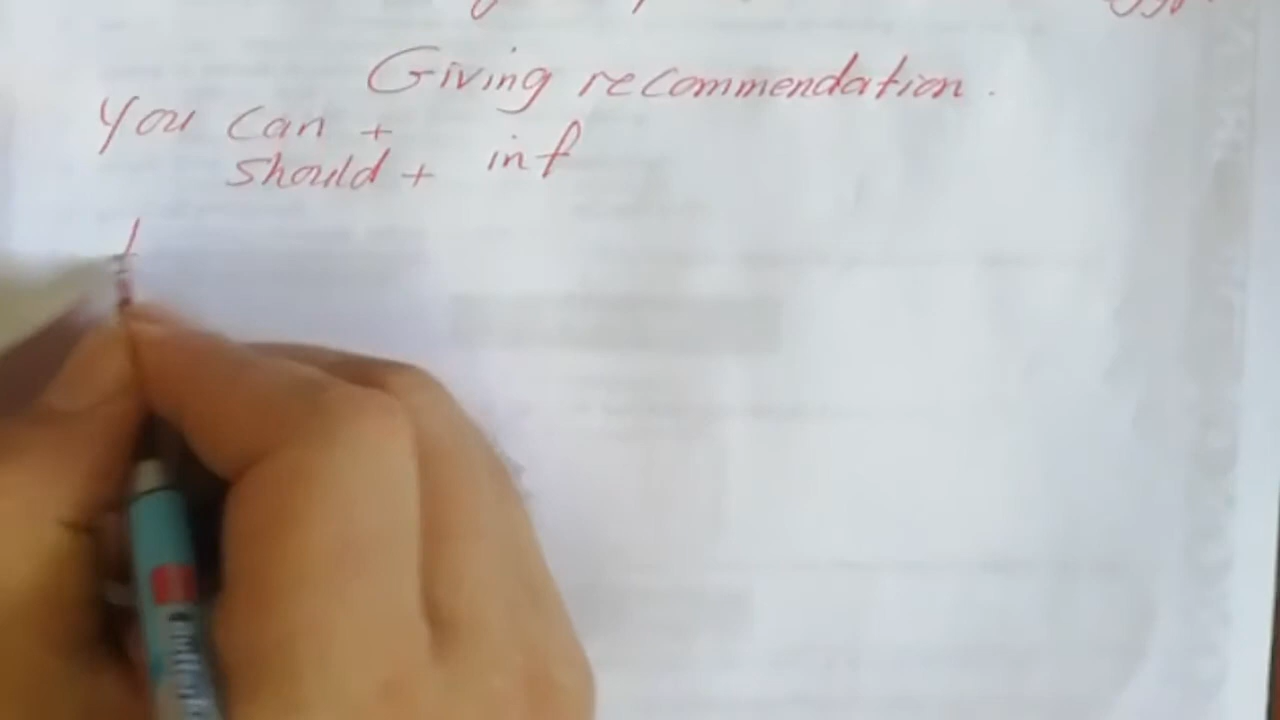 Giving recommendation.
You can +
should + inf